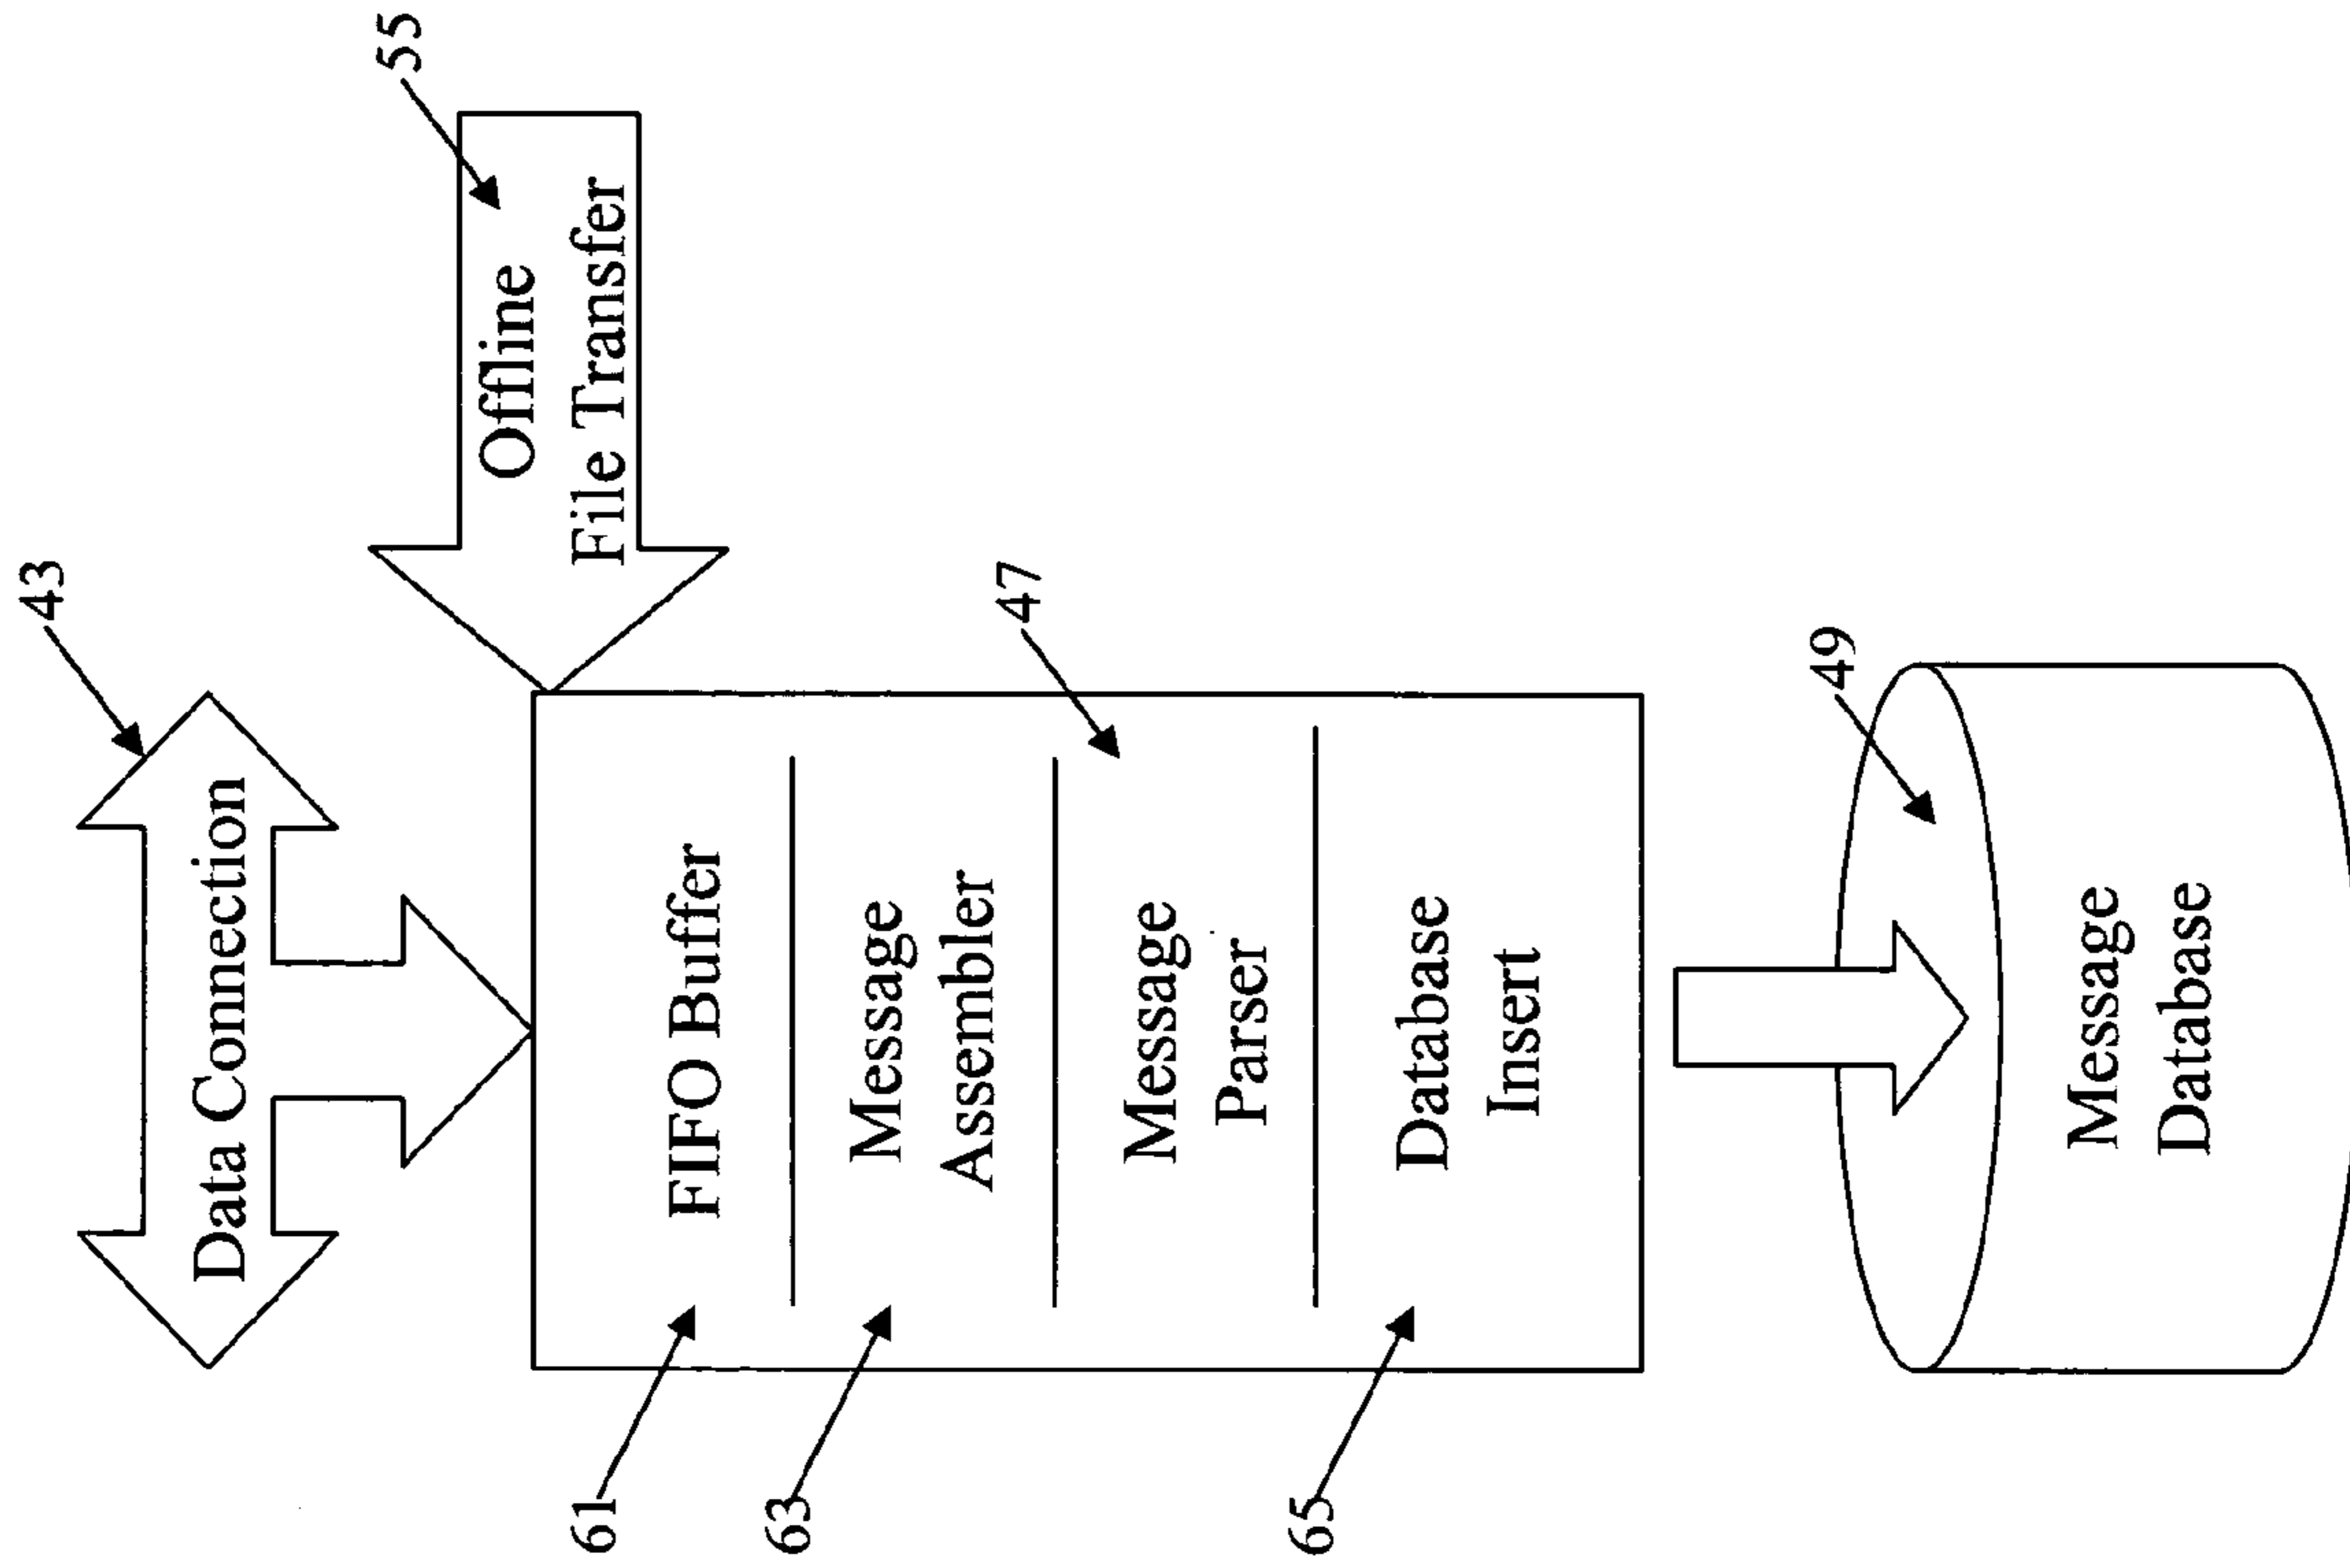 43
Data Connection
55
Offline
File Transfer
61
FIFO Buffer
63
Message
Assembler
47
Message
Parser
65
Database
Insert
49
Message
Database